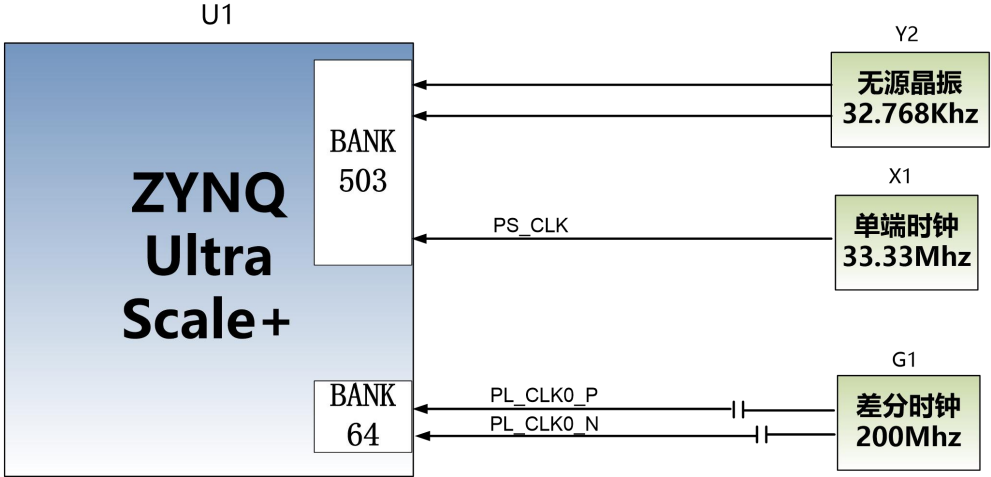 U1
ZYNQ
Ultra
Scale+
BANK
503
BANK
64
PS_CLK
PL_CLK0_P
PL_CLK0_N
Y2
无源晶振
32.768Khz
X1
单端时钟
33.33Mhz
G1
差分时钟
200Mhz